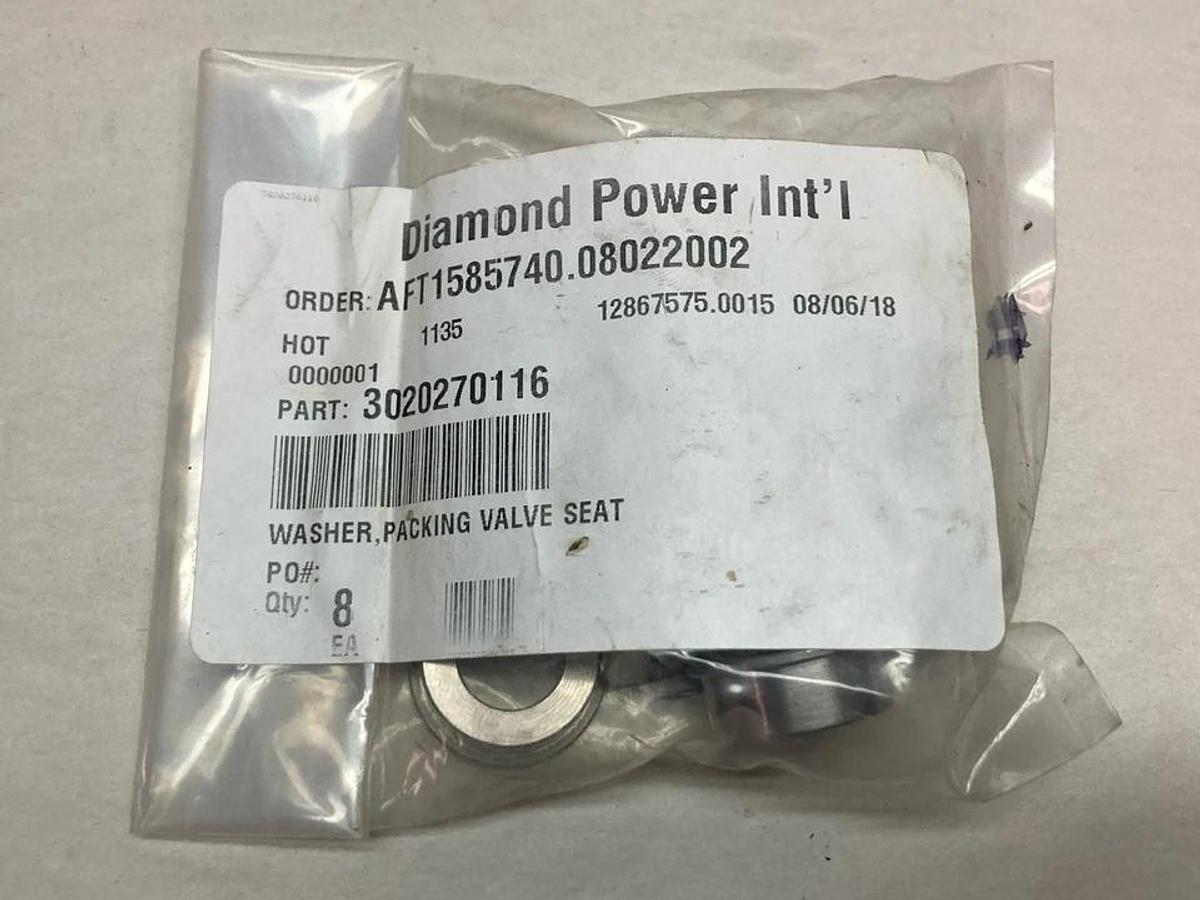 3020270116
Diamond Power Int'l
ORDER: AFT1585740.08022002
12867575.0015 08/06/18
HOT 1135
0000001
PART: 3020270116
WASHER,PACKING VALVE SEAT
PO#:
Qty: 8
EA